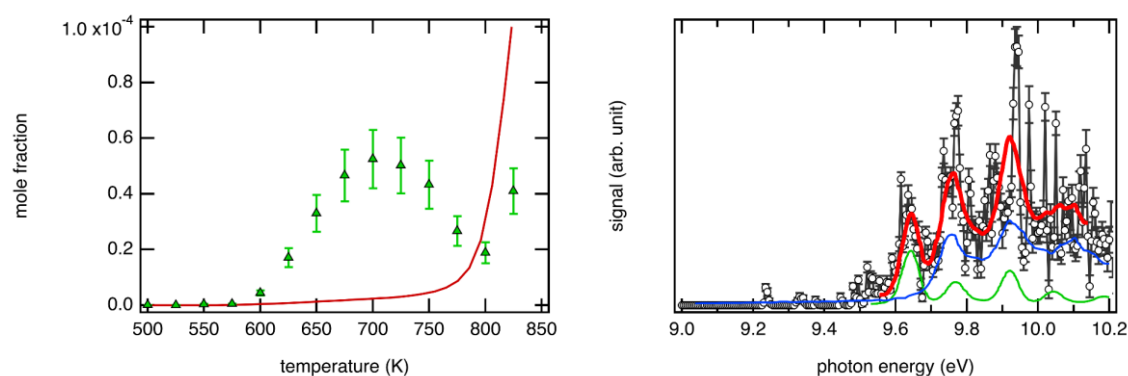 1.0 x10⁻⁴
0.8
0.6
0.4
0.2
0.0
mole fraction
500 550 600 650 700 750 800 850
temperature (K)
signal (arb. unit)
9.0 9.2 9.4 9.6 9.8 10.0 10.2
photon energy (eV)